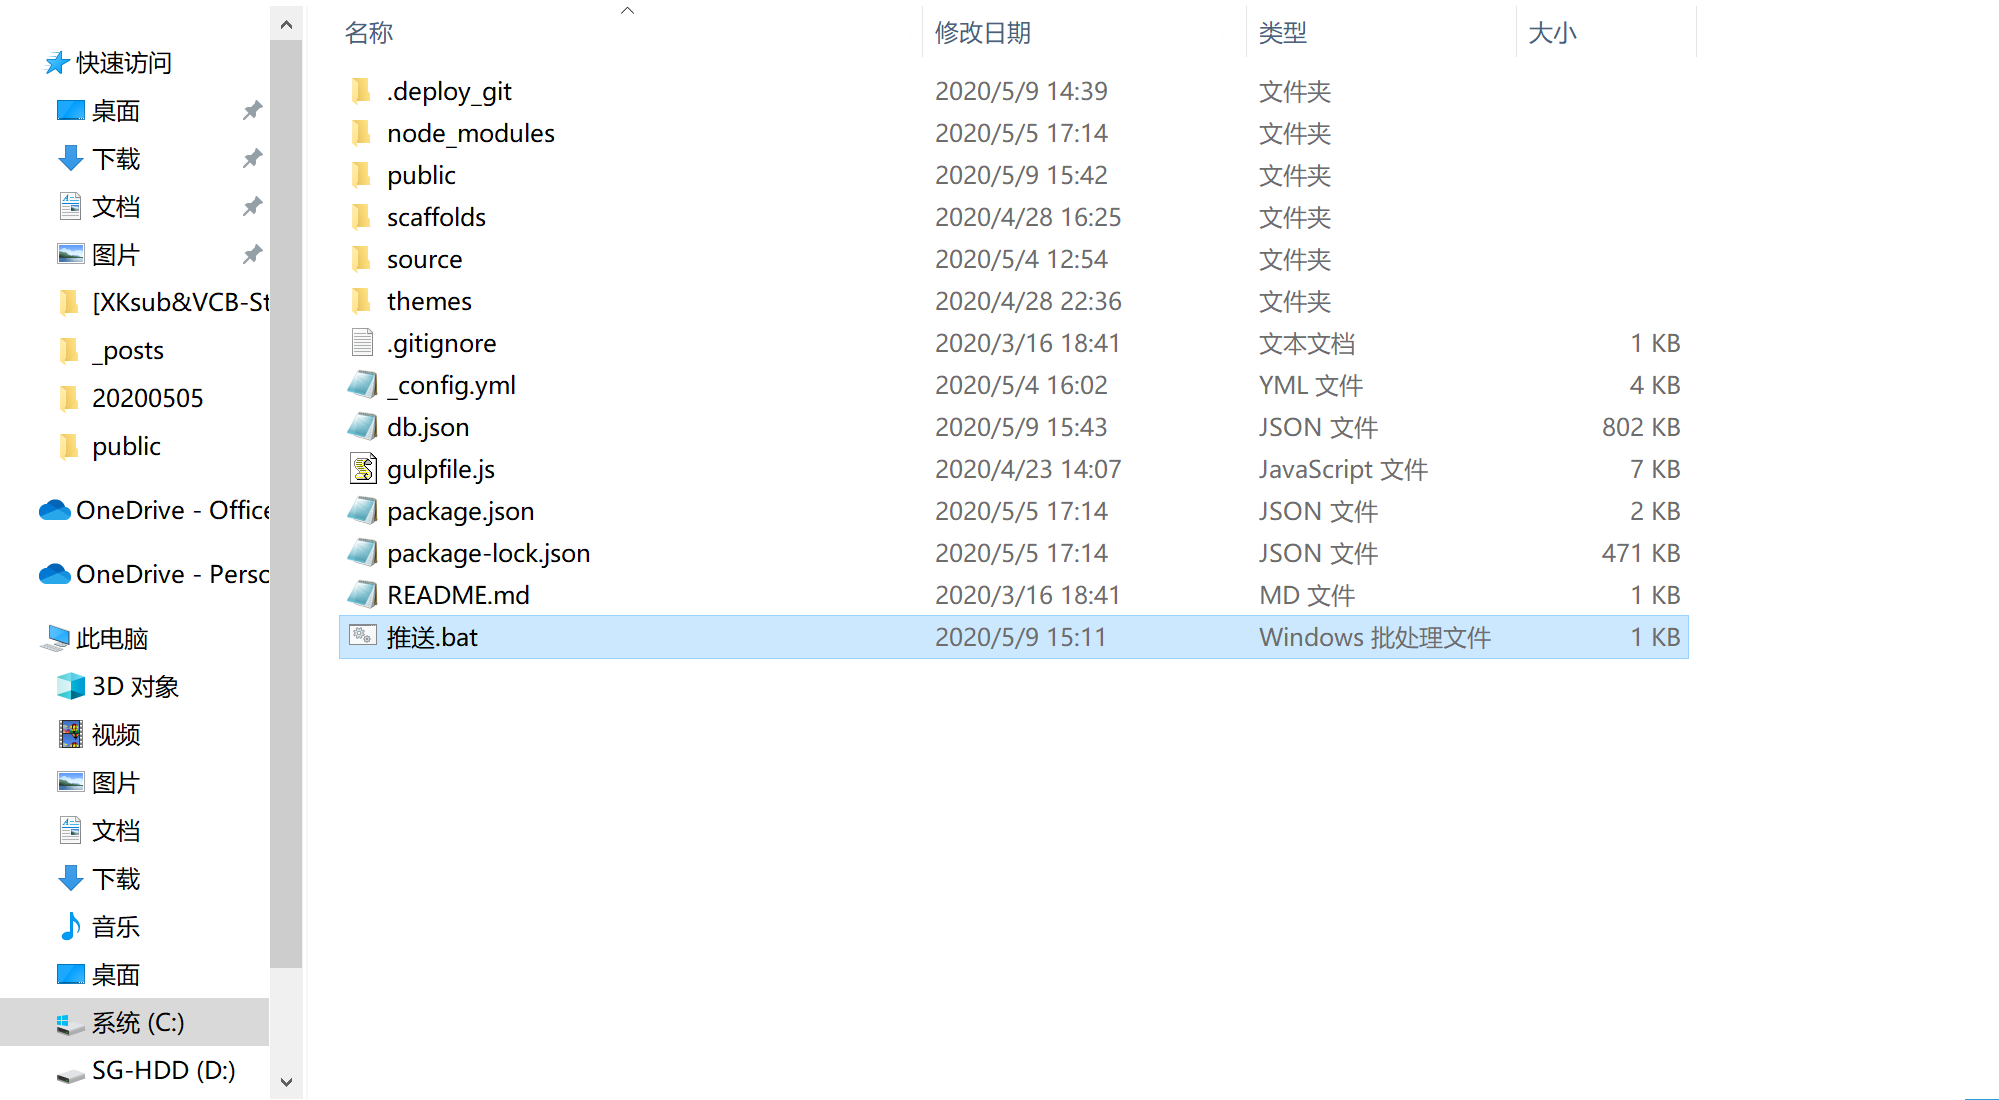 快速访问
桌面
下载
文档
图片
[XKsub&VCB-St
_posts
20200505
public
OneDrive - Office
OneDrive - Perso
此电脑
3D 对象
视频
图片
文档
下载
音乐
桌面
系统 (C:)
SG-HDD (D:)
名称 修改日期 类型 大小
.deploy_git 2020/5/9 14:39 文件夹
node_modules 2020/5/5 17:14 文件夹
public 2020/5/9 15:42 文件夹
scaffolds 2020/4/28 16:25 文件夹
source 2020/5/4 12:54 文件夹
themes 2020/4/28 22:36 文件夹
.gitignore 2020/3/16 18:41 文本文档 1 KB
_config.yml 2020/5/4 16:02 YML 文件 4 KB
db.json 2020/5/9 15:43 JSON 文件 802 KB
gulpfile.js 2020/4/23 14:07 JavaScript 文件 7 KB
package.json 2020/5/5 17:14 JSON 文件 2 KB
package-lock.json 2020/5/5 17:14 JSON 文件 471 KB
README.md 2020/3/16 18:41 MD 文件 1 KB
推送.bat 2020/5/9 15:11 Windows 批处理文件 1 KB